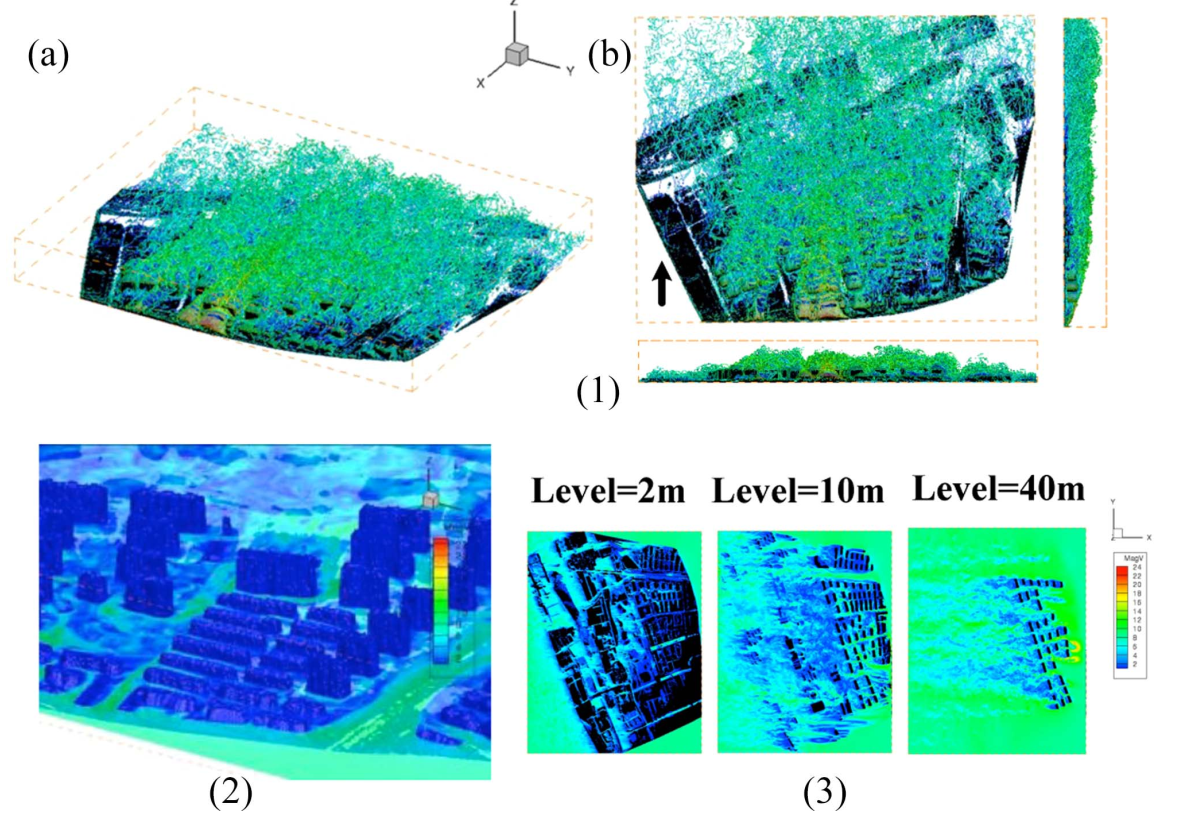 (a)
Z
X
Y
(b)
(1)
Level=2m
Level=10m
Level=40m
Y
Z
X
MagV
24
22
20
18
16
14
12
10
8
6
4
2
(2)
(3)